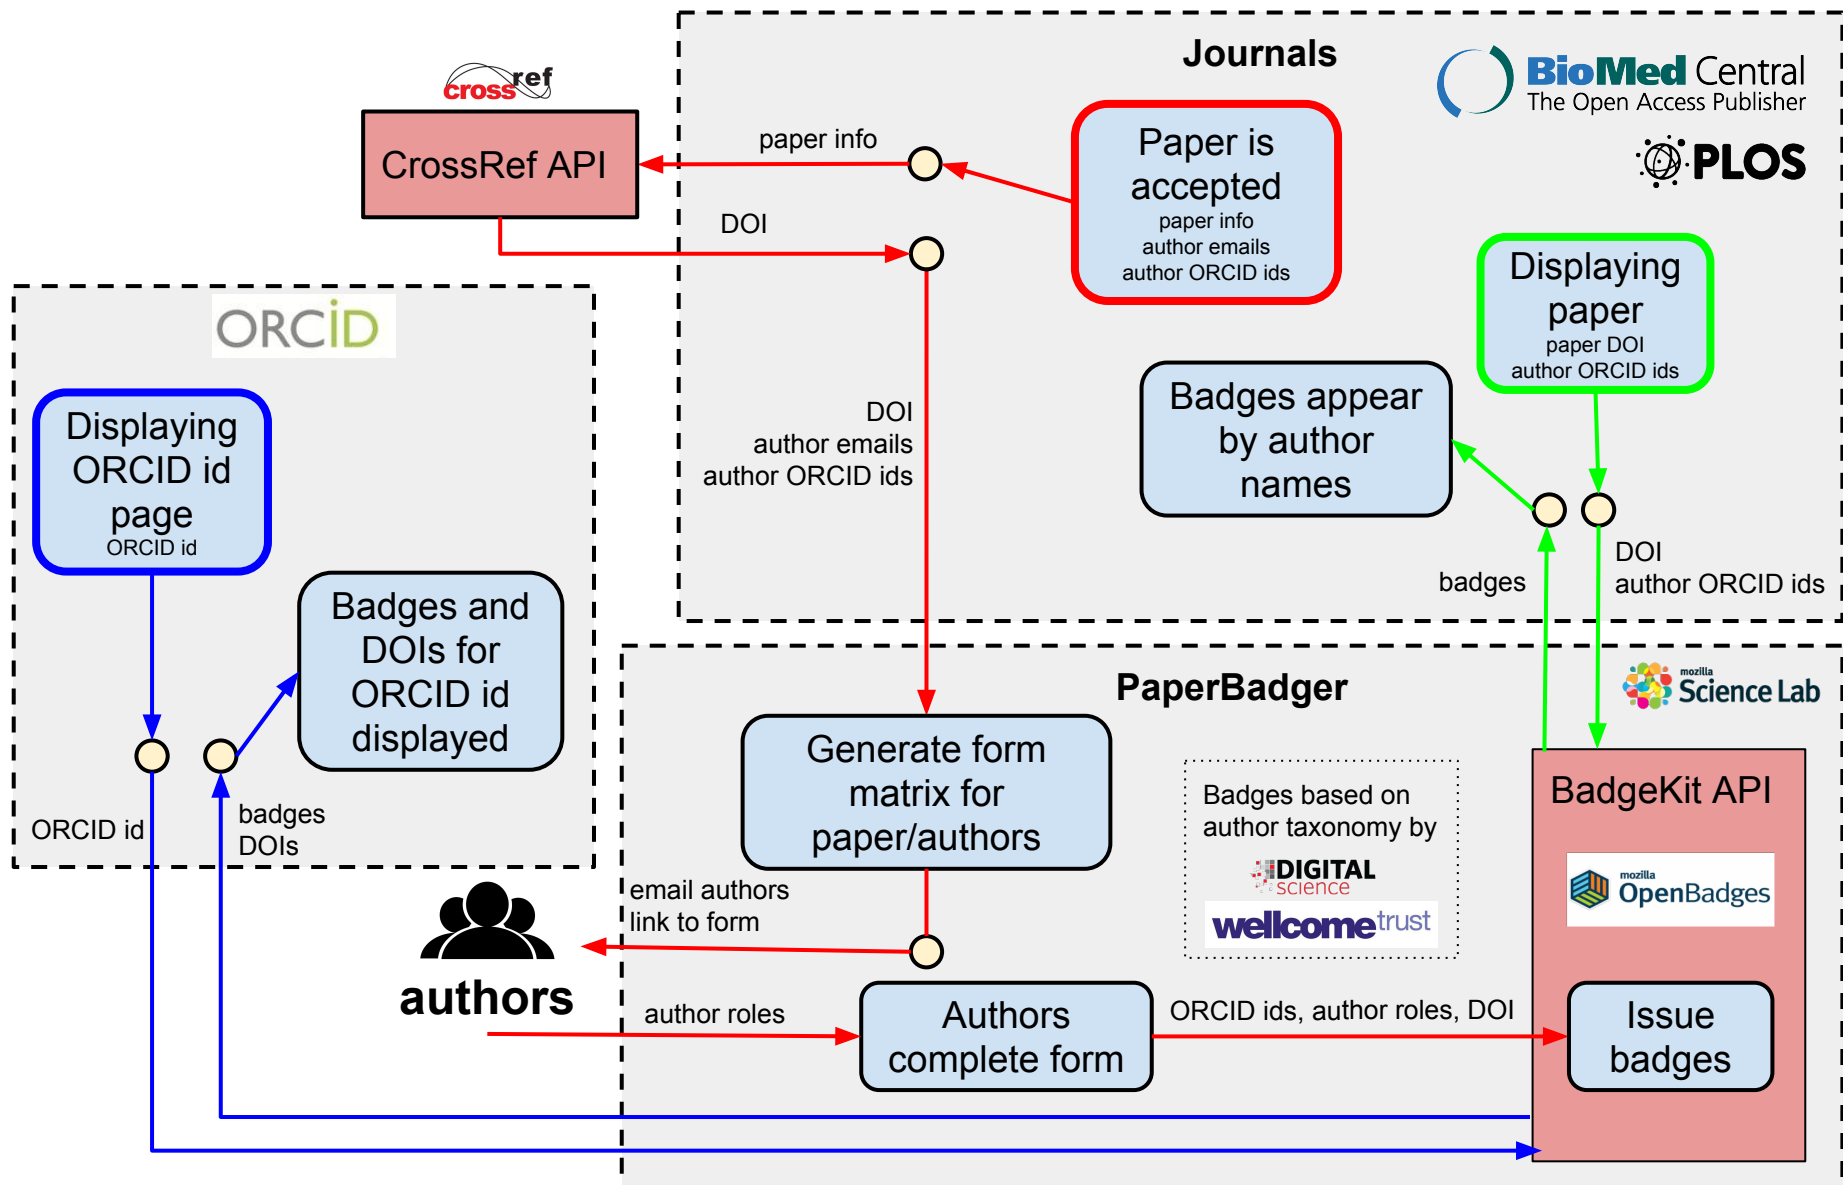 Journals
BioMed Central
The Open Access Publisher
PLOS
cross
ref
CrossRef API
paper info
DOI
Paper is
accepted
paper info
author emails
author ORCID ids
Displaying
paper
paper DOI
author ORCID ids
Badges appear
by author
names
DOI
author emails
author ORCID ids
badges
DOI
author ORCID ids
ORCID
Displaying
ORCID id
page
ORCID id
Badges and
DOIs for
ORCID id
displayed
ORCID id
badges
DOIs
PaperBadger
mozilla
Science Lab
Generate form
matrix for
paper/authors
Badges based on
author taxonomy by
DIGITAL
science
wellcometrust
BadgeKit API
mozilla
OpenBadges
email authors
link to form
authors
author roles
Authors
complete form
ORCID ids, author roles, DOI
Issue
badges